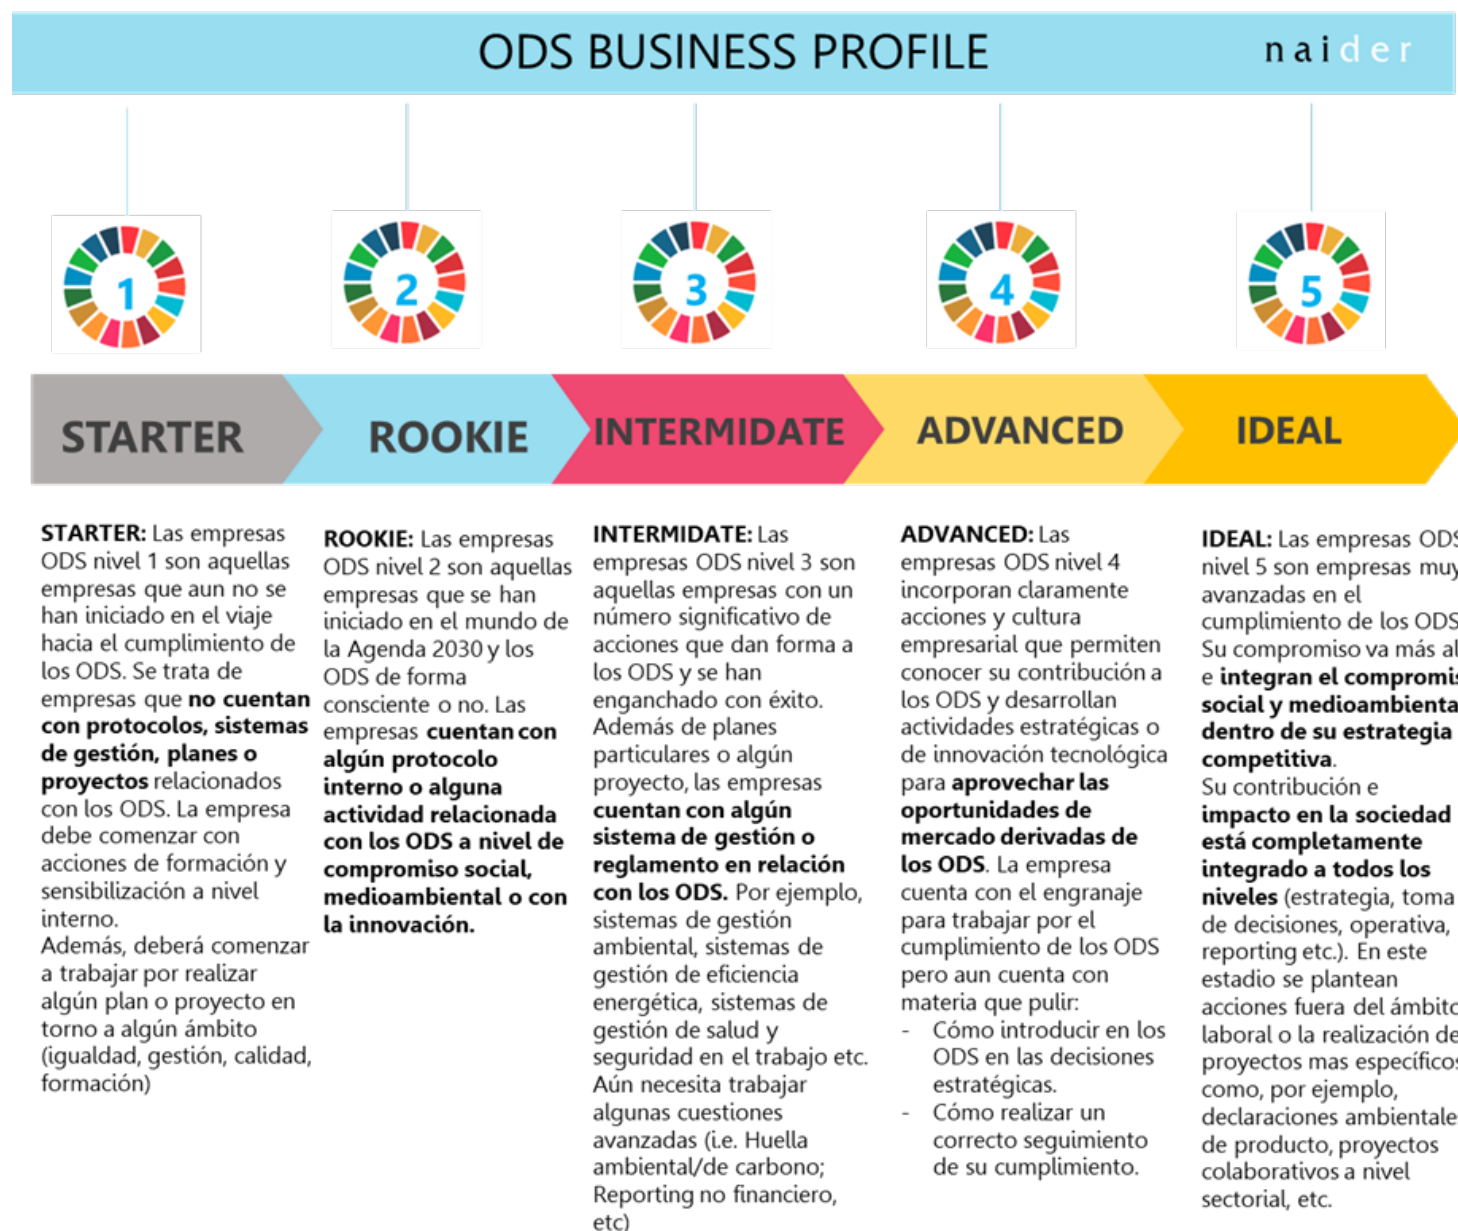 ODS BUSINESS PROFILE
naider
1
2
3
4
5
STARTER
ROOKIE
INTERMIDATE
ADVANCED
IDEAL
STARTER: Las empresas
ODS nivel 1 son aquellas
empresas que aun no se
han iniciado en el viaje
hacia el cumplimiento de
los ODS. Se trata de
empresas que no cuentan
con protocolos, sistemas
de gestión, planes o
proyectos relacionados
con los ODS. La empresa
debe comenzar con
acciones de formación y
sensibilización a nivel
interno.
Además, deberá comenzar
a trabajar por realizar
algún plan o proyecto en
torno a algún ámbito
(igualdad, gestión, calidad,
formación)
ROOKIE: Las empresas
ODS nivel 2 son aquellas
empresas que se han
iniciado en el mundo de
la Agenda 2030 y los
ODS de forma
consciente o no. Las
empresas cuentan con
algún protocolo
interno o alguna
actividad relacionada
con los ODS a nivel de
compromiso social,
medioambiental o con
la innovación.
INTERMIDATE: Las
empresas ODS nivel 3 son
aquellas empresas con un
número significativo de
acciones que dan forma a
los ODS y se han
enganchado con éxito.
Además de planes
particulares o algún
proyecto, las empresas
cuentan con algún
sistema de gestión o
reglamento en relación
con los ODS. Por ejemplo,
sistemas de gestión
ambiental, sistemas de
gestión de eficiencia
energética, sistemas de
gestión de salud y
seguridad en el trabajo etc.
Aún necesita trabajar
algunas cuestiones
avanzadas (i.e. Huella
ambiental/de carbono;
Reporting no financiero,
etc)
ADVANCED: Las
empresas ODS nivel 4
incorporan claramente
acciones y cultura
empresarial que permiten
conocer su contribución a
los ODS y desarrollan
actividades estratégicas o
de innovación tecnológica
para aprovechar las
oportunidades de
mercado derivadas de
los ODS. La empresa
cuenta con el engranaje
para trabajar por el
cumplimiento de los ODS
pero aun cuenta con
materia que pulir:
- Cómo introducir en los
ODS en las decisiones
estratégicas.
- Cómo realizar un
correcto seguimiento
de su cumplimiento.
IDEAL: Las empresas ODS
nivel 5 son empresas muy
avanzadas en el
cumplimiento de los ODS
Su compromiso va más al
e integran el compromis
social y medioambienta
dentro de su estrategia
competitiva.
Su contribución e
impacto en la sociedad
está completamente
integrado a todos los
niveles (estrategia, toma
de decisiones, operativa,
reporting etc.). En este
estadio se plantean
acciones fuera del ámbito
laboral o la realización de
proyectos mas específicos
como, por ejemplo,
declaraciones ambientales
de producto, proyectos
colaborativos a nivel
sectorial, etc.